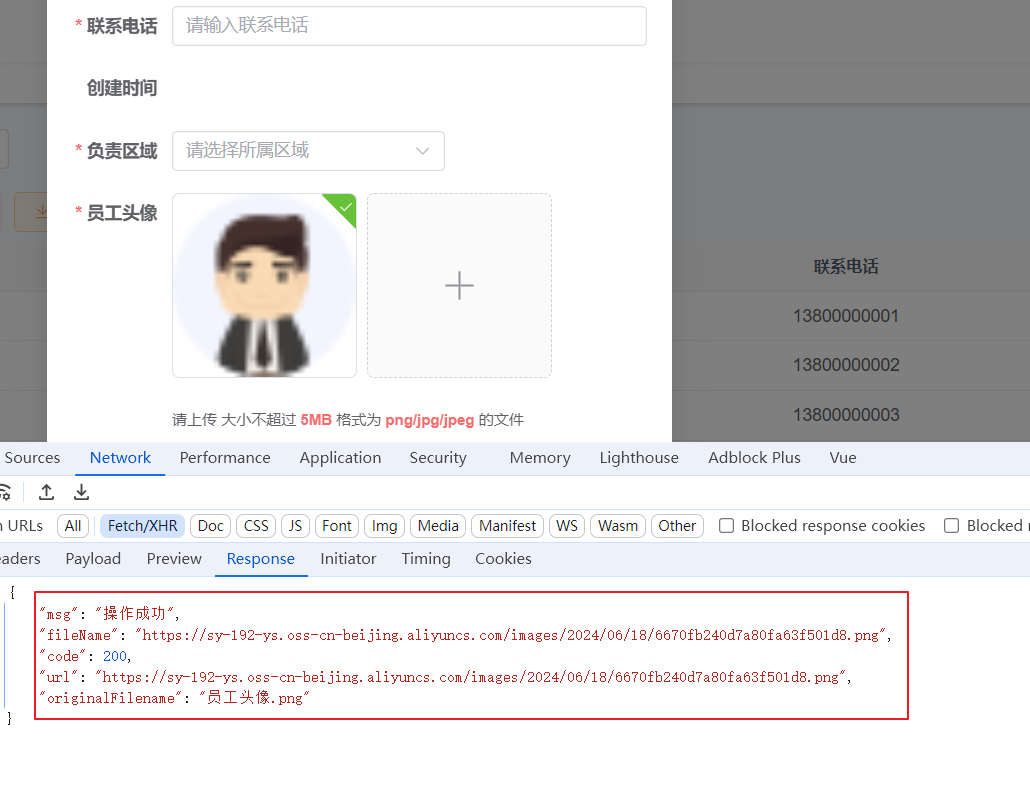 * 联系电话 请输入联系电话
创建时间
* 负责区域 请选择所属区域
* 员工头像
联系电话
13800000001
13800000002
13800000003
请上传 大小不超过 5MB 格式为 png/jpg/jpeg 的文件
Sources Network Performance Application Security Memory Lighthouse Adblock Plus Vue
URLs All Fetch/XHR Doc CSS JS Font Img Media Manifest WS Wasm Other Blocked response cookies Blocked
eaders Payload Preview Response Initiator Timing Cookies
{
"msg": "操作成功",
"fileName": "https://sy-192-ys.oss-cn-beijing.aliyuncs.com/images/2024/06/18/6670fb240d7a80fa63f501d8.png",
"code": 200,
"url": "https://sy-192-ys.oss-cn-beijing.aliyuncs.com/images/2024/06/18/6670fb240d7a80fa63f501d8.png",
"originalFilename": "员工头像.png"
}